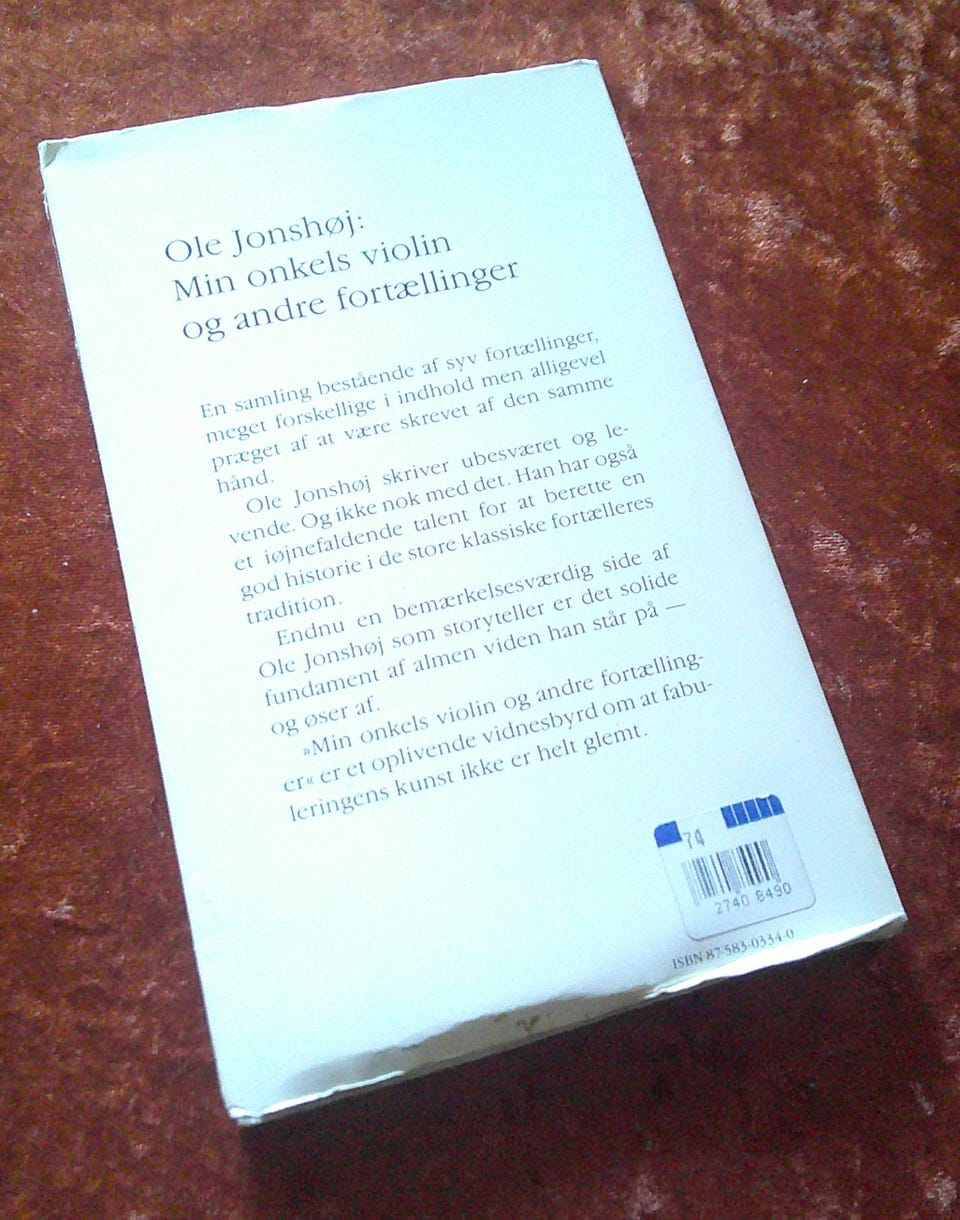 Ole Jonshøj:
Min onkels violin
og andre fortællinger
En samling bestående af syv fortællinger,
meget forskellige i indhold men alligevel
præget af at være skrevet af den samme
hånd.
Ole Jonshøj skriver ubesværet og le-
vende. Og ikke nok med det. Han har også
et iøjnefaldende talent for at berette en
god historie i de store klassiske fortælleres
tradition.
Endnu en bemærkelsesværdig side af
Ole Jonshøj som storyteller er det solide
fundament af almen viden han står på —
og øser af.
»Min onkels violin og andre fortælling-
er« er et oplivende vidnesbyrd om at fabu-
leringens kunst ikke er helt glemt.
74
2740 8490
ISBN 87-583-0334-0